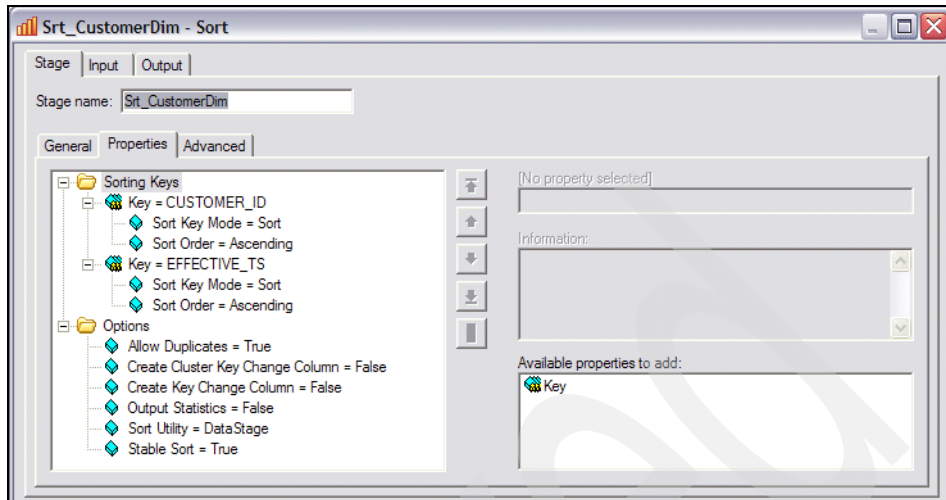 Srt_CustomerDim - Sort
Stage Input Output
Stage name: Srt_CustomerDim
General Properties Advanced
Sorting Keys
Key = CUSTOMER_ID
Sort Key Mode = Sort
Sort Order = Ascending
Key = EFFECTIVE_TS
Sort Key Mode = Sort
Sort Order = Ascending
Options
Allow Duplicates = True
Create Cluster Key Change Column = False
Create Key Change Column = False
Output Statistics = False
Sort Utility = DataStage
Stable Sort = True
[No property selected]
Information:
Available properties to add:
Key